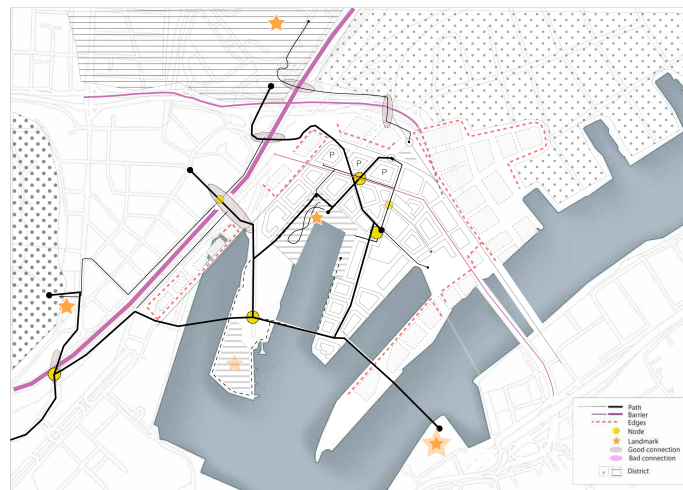 P
P
P
P
Path
Barrier
Edges
Node
Landmark
Good connection
Bad connection
District